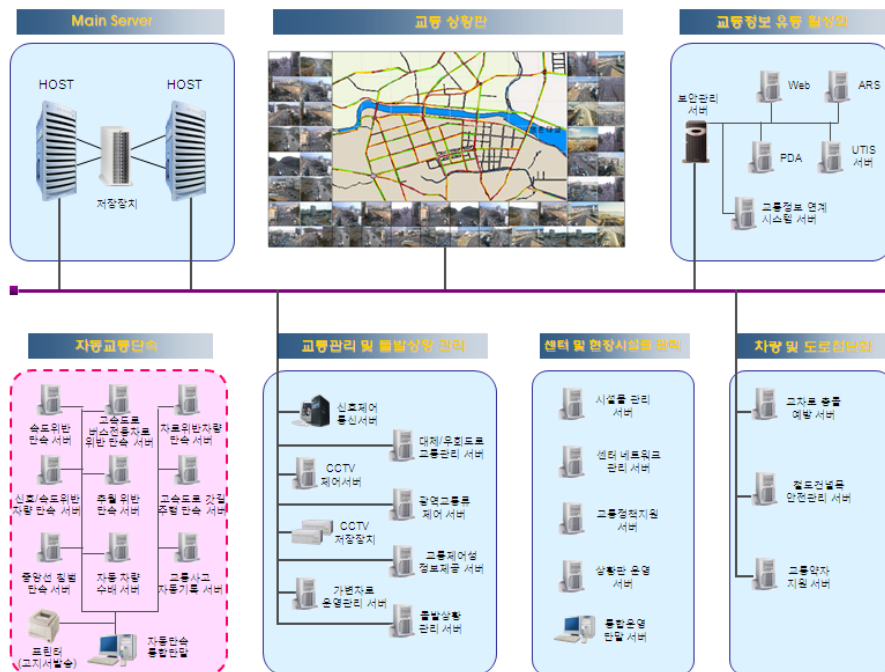 Main Server
교통 상황판
교통정보 유통 활성화
HOST
HOST
저장장치
보안관리
서버
Web
ARS
PDA
UTIS
서버
교통정보 연계
시스템 서버
자동교통단속
교통관리 및 돌발상황 관리
센터 및 현장시설물
차량 및 도로첨단화
속도위반
단속 서버
고속도로
버스전용차로
위반 단속 서버
차로위반차량
단속 서버
신호/속도위반
차량 단속 서버
추월 위반
단속 서버
고속도로 갓길
주행 단속 서버
중앙선 침범
단속 서버
자동 차량
수배 서버
교통사고
자동기록 서버
프린터
(고지서발송)
자동단속
통합단말
신호제어
통신서버
대체/우회도로
교통관리 서버
CCTV
제어서버
광역교통류
제어 서버
CCTV
저장장치
교통제어성
정보제공 서버
가변차로
운영관리 서버
돌발상황
관리 서버
시설물 관리
서버
센터 네트워크
관리 서버
교통정책지원
서버
상황판 운영
서버
통합운영
단말 서버
교차로 충돌
예방 서버
철도건널목
안전관리 서버
교통약자
지원 서버